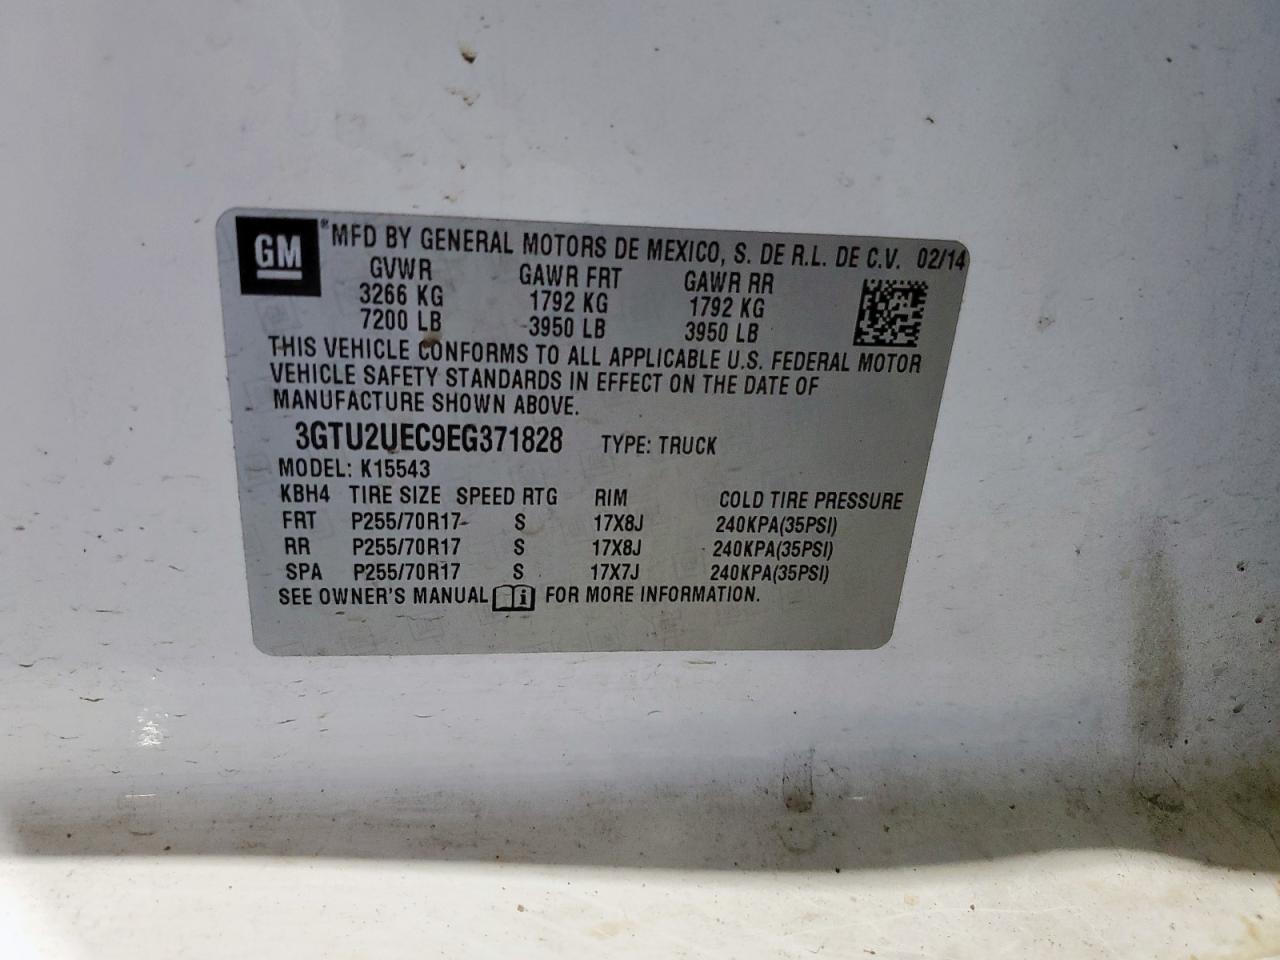 GM ® MFD BY GENERAL MOTORS DE MEXICO, S. DE R.L. DE C.V. 02/14
GVWR GAWR FRT GAWR RR
3266 KG 1792 KG 1792 KG
7200 LB 3950 LB 3950 LB
THIS VEHICLE CONFORMS TO ALL APPLICABLE U.S. FEDERAL MOTOR
VEHICLE SAFETY STANDARDS IN EFFECT ON THE DATE OF
MANUFACTURE SHOWN ABOVE.
3GTU2UEC9EG371828 TYPE: TRUCK
MODEL: K15543
KBH4 TIRE SIZE SPEED RTG RIM COLD TIRE PRESSURE
FRT P255/70R17 S 17X8J 240KPA(35PSI)
RR P255/70R17 S 17X8J 240KPA(35PSI)
SPA P255/70R17 S 17X7J 240KPA(35PSI)
SEE OWNER'S MANUAL i FOR MORE INFORMATION.